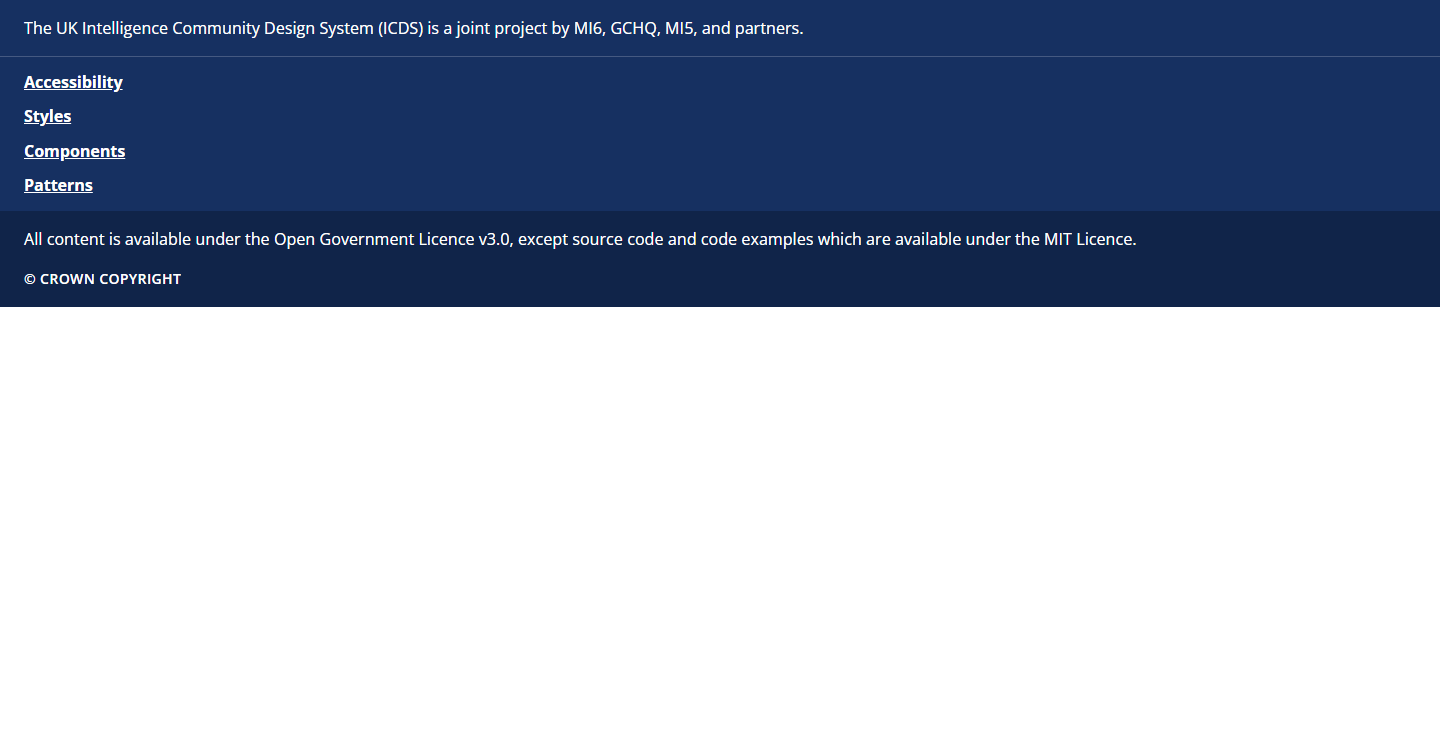 The UK Intelligence Community Design System (ICDS) is a joint project by MI6, GCHQ, MI5, and partners.
Accessibility
Styles
Components
Patterns
All content is available under the Open Government Licence v3.0, except source code and code examples which are available under the MIT Licence.
© CROWN COPYRIGHT